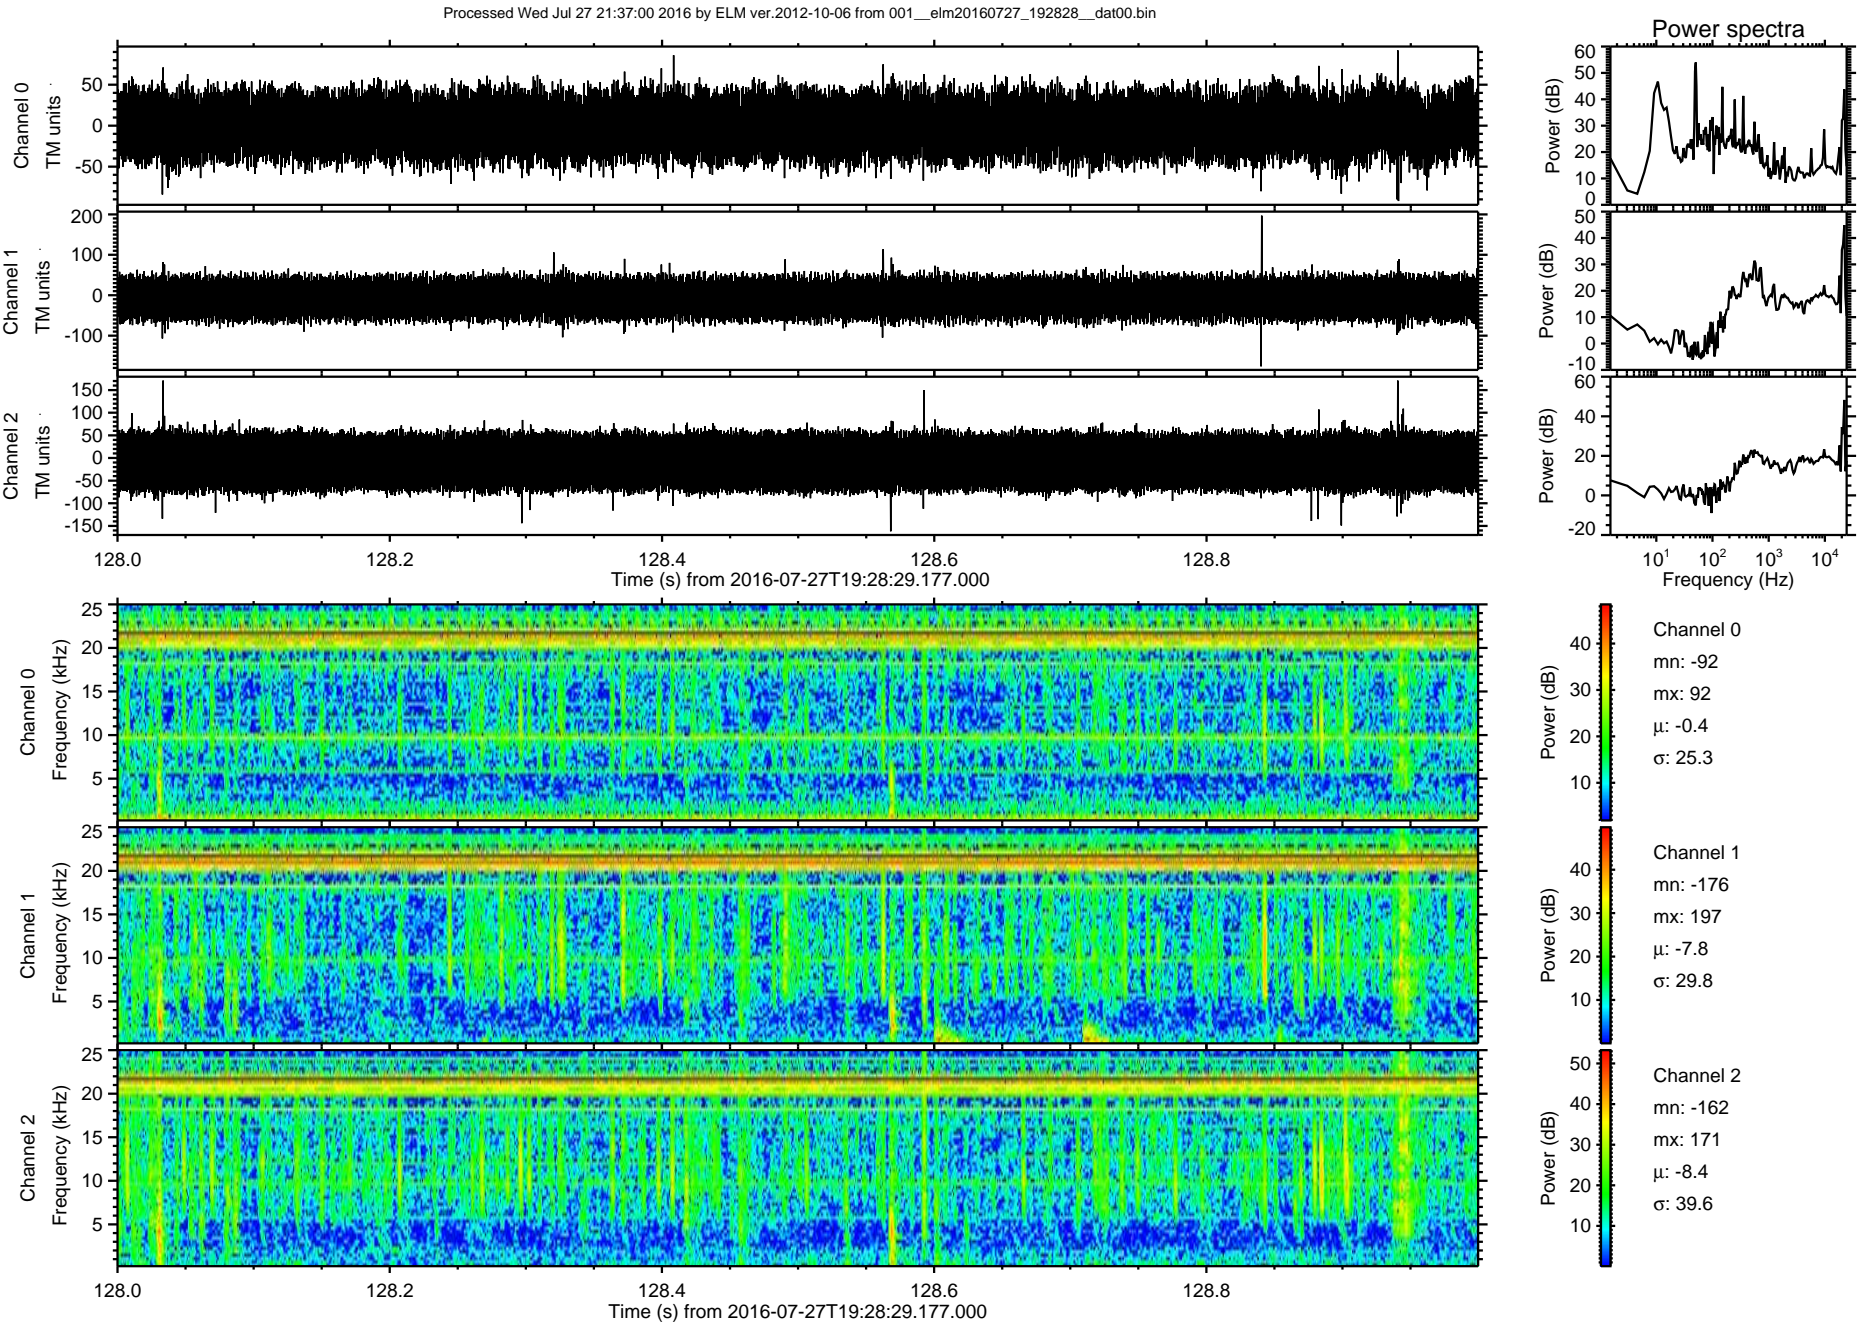 Processed Wed Jul 27 21:37:00 2016 by ELM ver.2012-10-06 from 001__elm20160727_192828__dat00.bin
Power spectra
Channel 0
TM units
50
0
-50
Power (dB)
60
50
40
30
20
10
0
Channel 1
TM units
200
100
0
-100
Power (dB)
50
40
30
20
10
0
-10
Channel 2
TM units
150
100
50
0
-50
-100
-150
Power (dB)
60
40
20
0
-20
128.0 128.2 128.4 128.6 128.8
Time (s) from 2016-07-27T19:28:29.177.000
10^1 10^2 10^3 10^4
Frequency (Hz)
Channel 0
Frequency (kHz)
25
20
15
10
5
Power (dB)
40
30
20
10
Channel 0
mn: -92
mx: 92
μ: -0.4
σ: 25.3
Channel 1
Frequency (kHz)
25
20
15
10
5
Power (dB)
40
30
20
10
Channel 1
mn: -176
mx: 197
μ: -7.8
σ: 29.8
Channel 2
Frequency (kHz)
25
20
15
10
5
Power (dB)
50
40
30
20
10
Channel 2
mn: -162
mx: 171
μ: -8.4
σ: 39.6
128.0 128.2 128.4 128.6 128.8
Time (s) from 2016-07-27T19:28:29.177.000